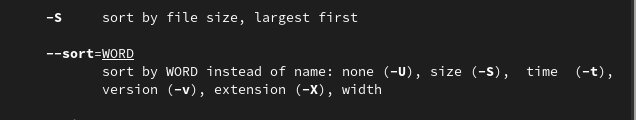 -S sort by file size, largest first
--sort=WORD
sort by WORD instead of name: none (-U), size (-S), time (-t),
version (-v), extension (-X), width